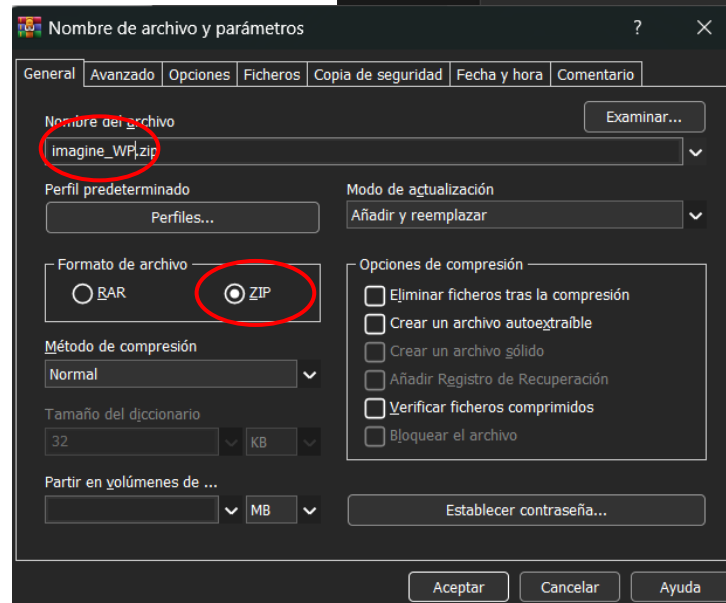 Nombre de archivo y parámetros
?
General Avanzado Opciones Ficheros Copia de seguridad Fecha y hora Comentario
Nombre del archivo
Examinar...
imagine_WP.zip
Perfil predeterminado
Modo de actualización
Perfiles...
Añadir y reemplazar
Formato de archivo
RAR
ZIP
Opciones de compresión
Eliminar ficheros tras la compresión
Crear un archivo autoextraíble
Crear un archivo sólido
Añadir Registro de Recuperación
Verificar ficheros comprimidos
Bloquear el archivo
Método de compresión
Normal
Tamaño del diccionario
32 KB
Partir en volúmenes de ...
MB
Establecer contraseña...
Aceptar Cancelar Ayuda